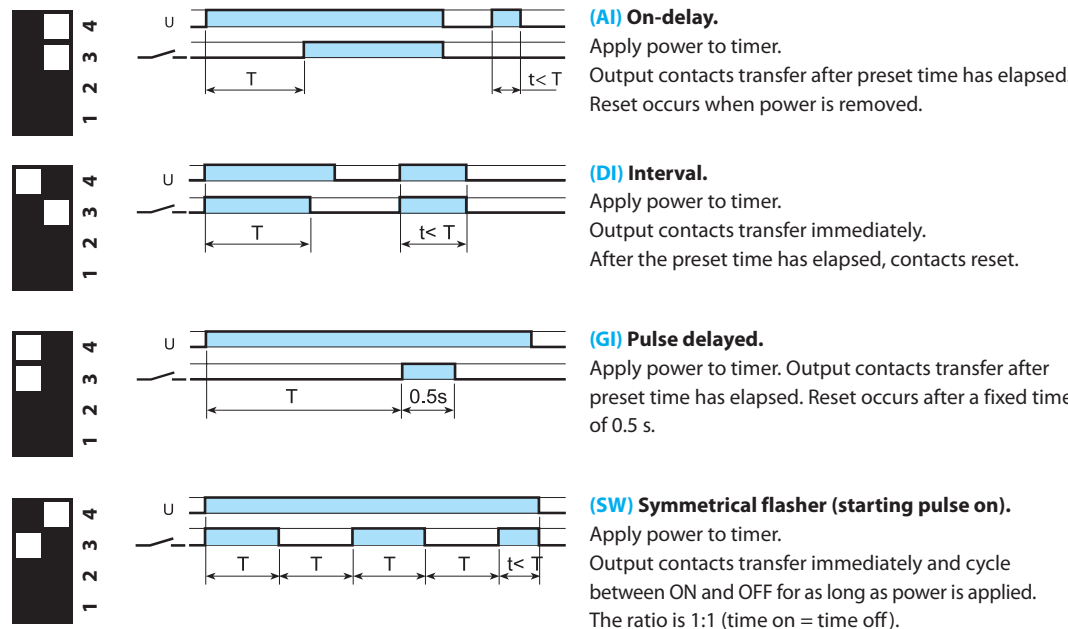 4
3
2
1
U
T
t< T
(AI) On-delay.
Apply power to timer.
Output contacts transfer after preset time has elapsed.
Reset occurs when power is removed.
4
3
2
1
U
T
t< T
(DI) Interval.
Apply power to timer.
Output contacts transfer immediately.
After the preset time has elapsed, contacts reset.
4
3
2
1
U
T
0.5s
(GI) Pulse delayed.
Apply power to timer. Output contacts transfer after
preset time has elapsed. Reset occurs after a fixed time
of 0.5 s.
4
3
2
1
U
T
T
T
T
t< T
(SW) Symmetrical flasher (starting pulse on).
Apply power to timer.
Output contacts transfer immediately and cycle
between ON and OFF for as long as power is applied.
The ratio is 1:1 (time on = time off).